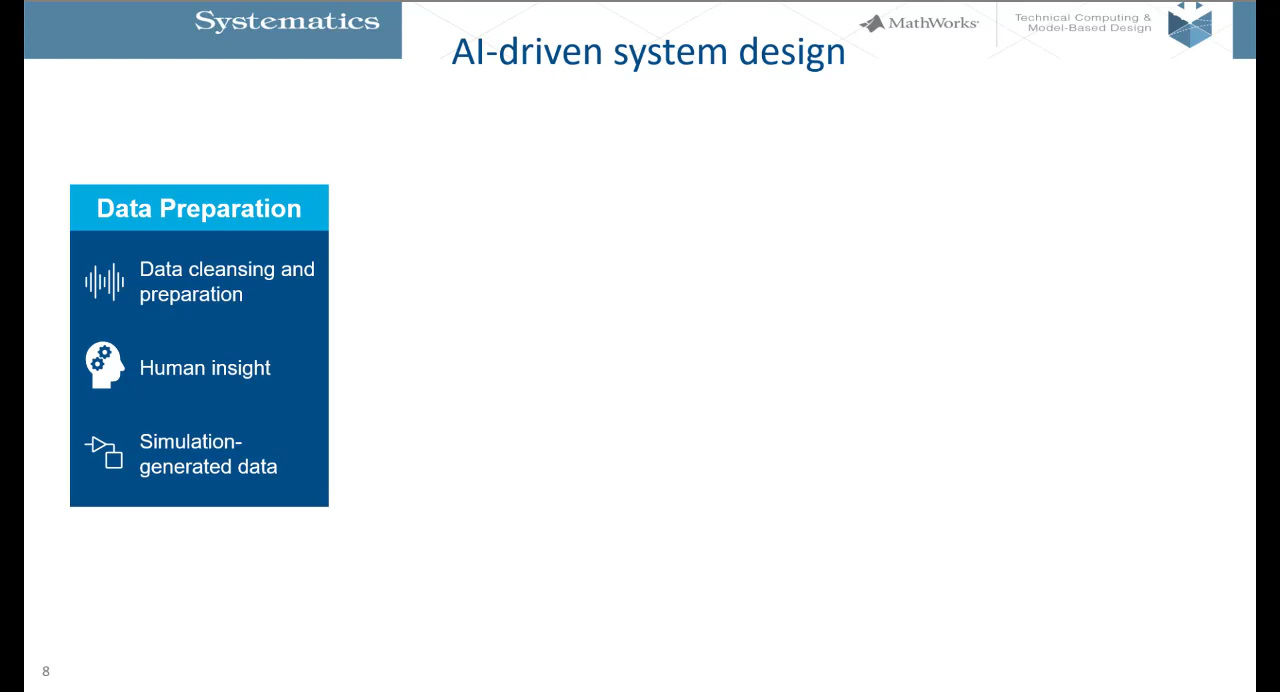 Systematics
MathWorks
Technical Computing &
Model-Based Design
AI-driven system design
Data Preparation
Data cleansing and
preparation
Human insight
Simulation-
generated data
8